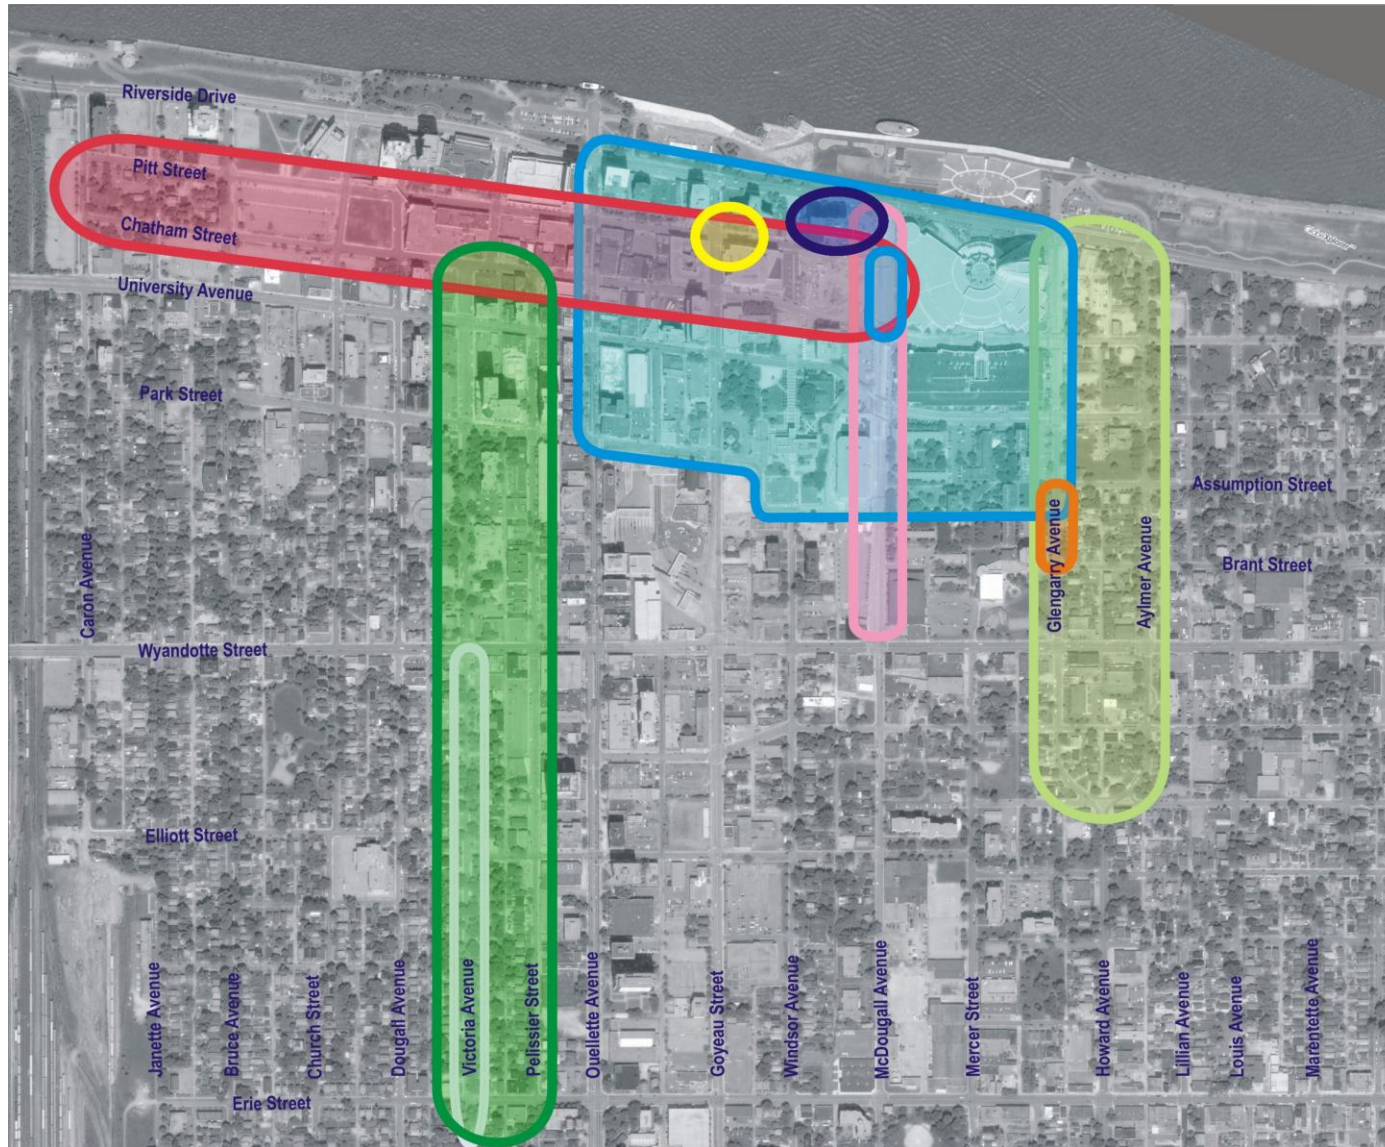 Riverside Drive
Pitt Street
Chatham Street
University Avenue
Park Street
Assumption Street
Glengarry Avenue
Aylmer Avenue
Brant Street
Caron Avenue
Wyandotte Street
Elliott Street
Janette Avenue
Bruce Avenue
Church Street
Dougall Avenue
Victoria Avenue
Pelissier Street
Ouellette Avenue
Goyeau Street
Windsor Avenue
McDougall Avenue
Mercer Street
Howard Avenue
Lillian Avenue
Louis Avenue
Marentette Avenue
Erie Street